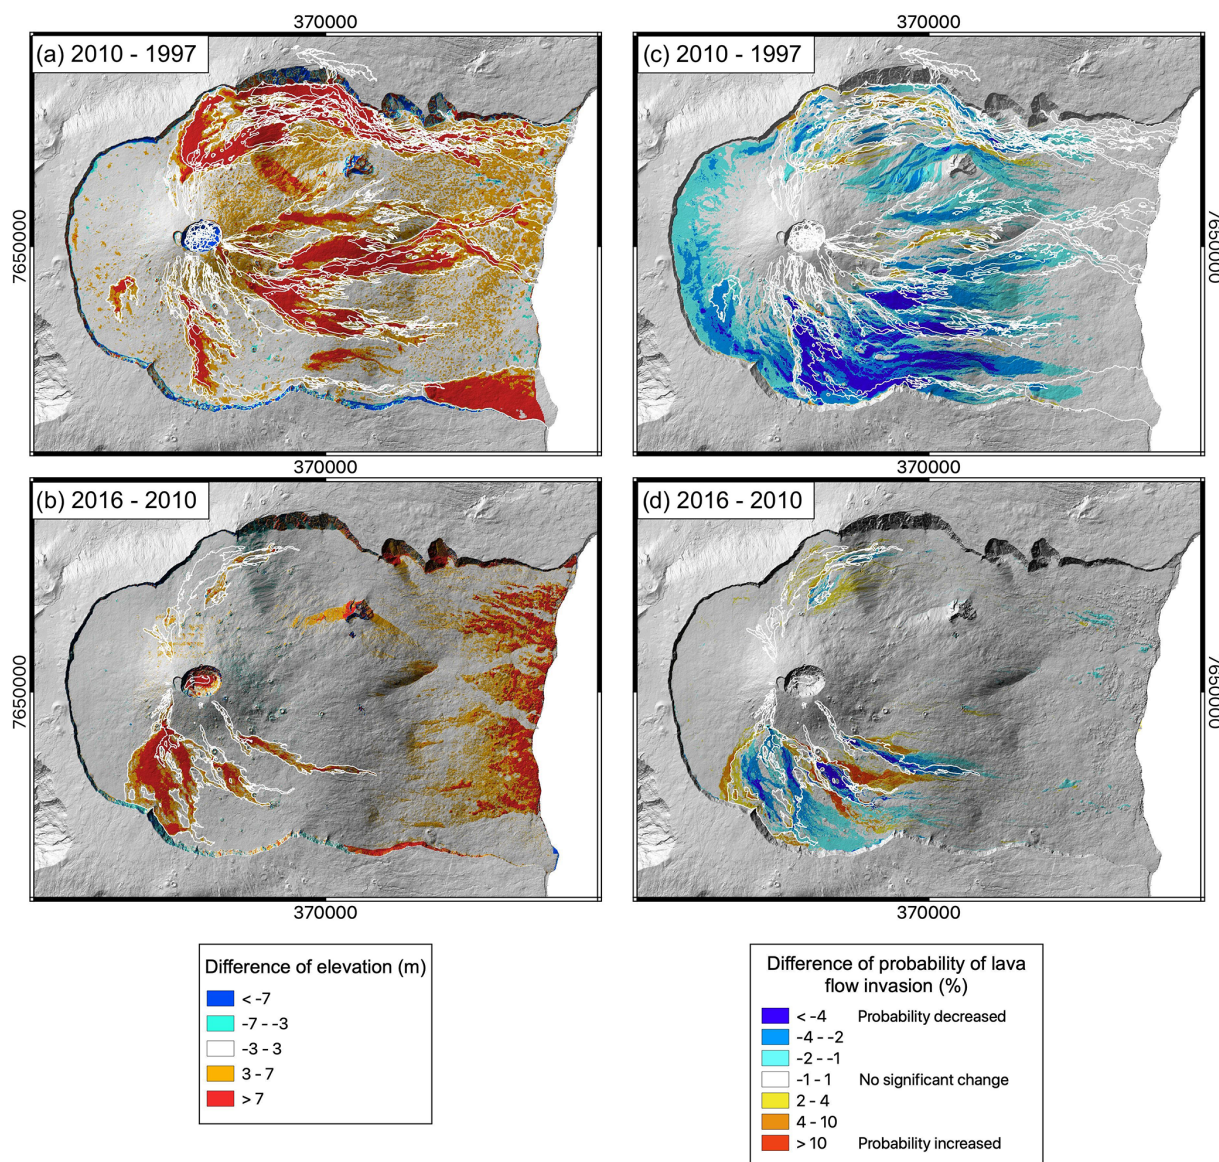 370000
370000
(a) 2010 - 1997
(c) 2010 - 1997
7650000
7650000
370000
370000
(b) 2016 - 2010
(d) 2016 - 2010
7650000
7650000
370000
370000
Difference of elevation (m)
< -7
-7 - -3
-3 - 3
3 - 7
> 7
Difference of probability of lava
flow invasion (%)
< -4 Probability decreased
-4 - -2
-2 - -1
-1 - 1 No significant change
2 - 4
4 - 10
> 10 Probability increased